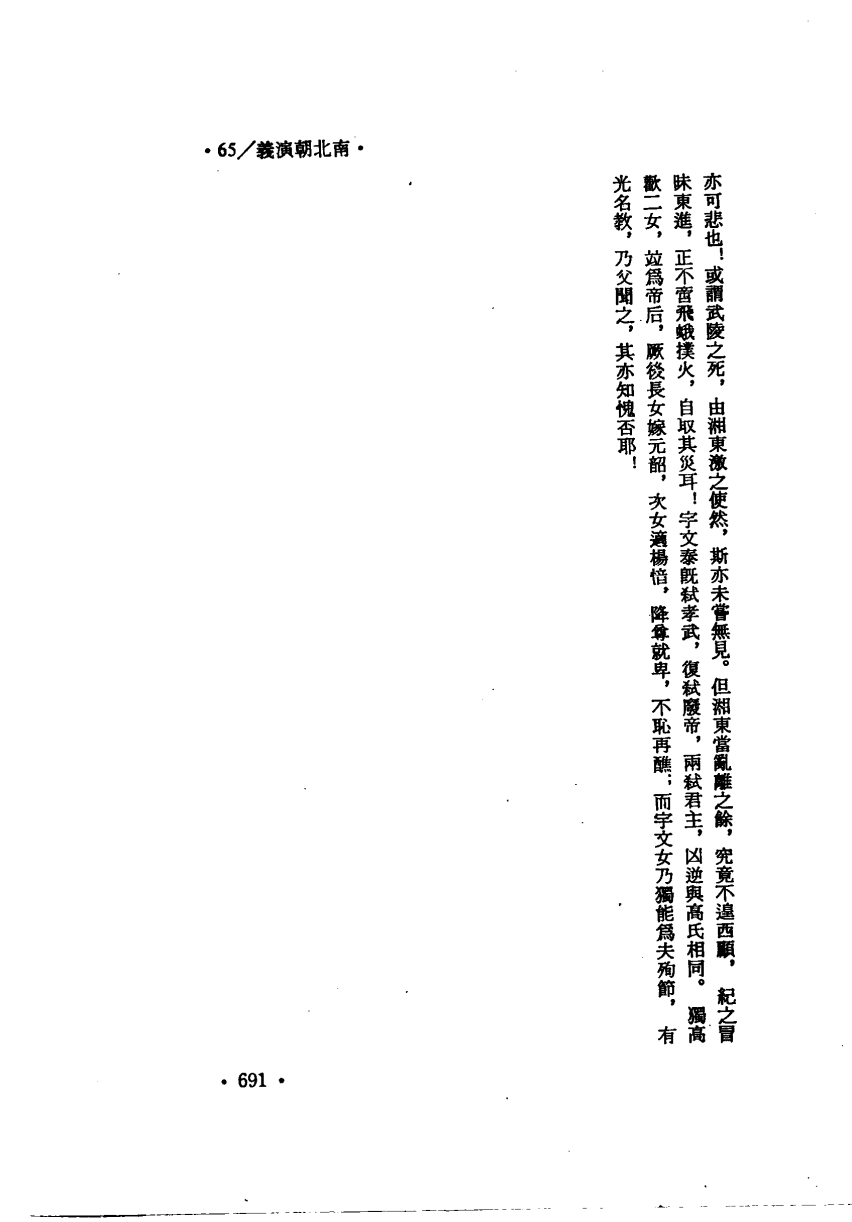 •65／義演朝北南•
亦可悲也！或謂武陵之死，由湘東激之使然，斯亦未嘗無見。但湘東當亂離之餘，究竟不遑西顧，紀之冒
昧東進，正不啻飛蛾撲火，自取其災耳！宇文泰既弒孝武，復弒廢帝，兩弒君主，凶逆與高氏相同。獨高
歡二女，竝爲帝后，厥後長女嫁元韶，次女適楊愔，降尊就卑，不恥再醮；而宇文女乃獨能爲夫殉節，有
光名教，乃父聞之，其亦知愧否耶！
•691•